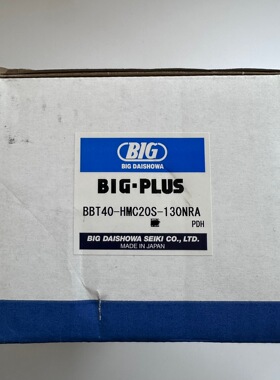 BIG
BIG DAISHOWA
BIG-PLUS
BBT40-HMC20S-130NRA
PDH
BIG DAISHOWA SEIKI CO., LTD.
MADE IN JAPAN